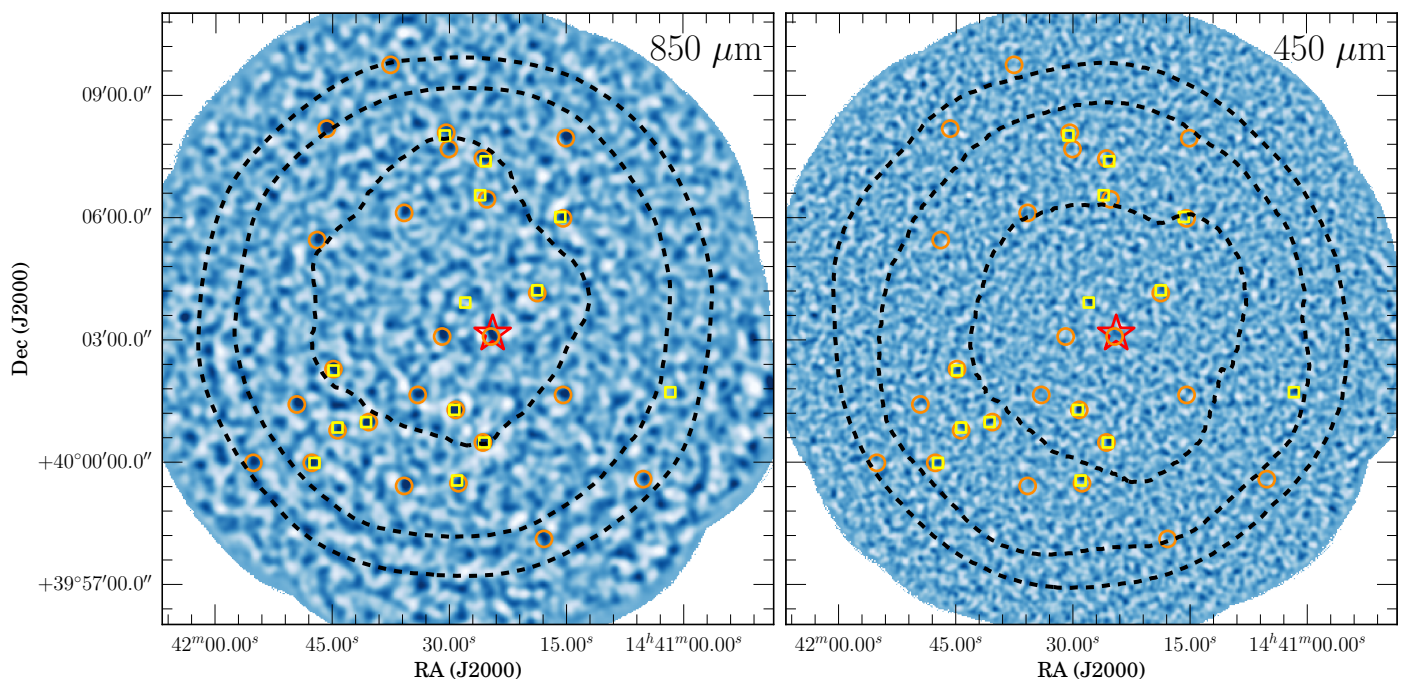 850 μm
450 μm
09′00.0″
06′00.0″
03′00.0″
+40°00′00.0″
+39°57′00.0″
Dec (J2000)
42ᵐ00.00ˢ
45.00ˢ
30.00ˢ
15.00ˢ
14ʰ41ᵐ00.00ˢ
RA (J2000)
42ᵐ00.00ˢ
45.00ˢ
30.00ˢ
15.00ˢ
14ʰ41ᵐ00.00ˢ
RA (J2000)